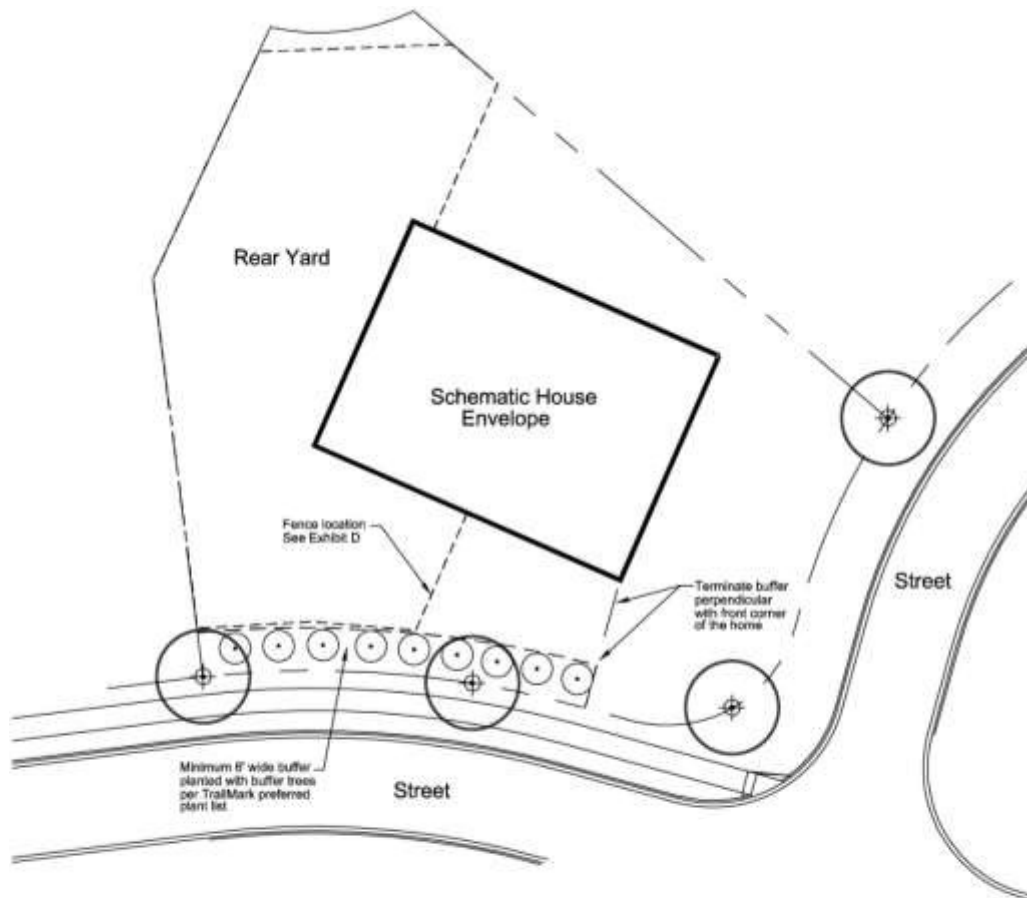 Rear Yard
Schematic House
Envelope
Fence location
See Exhibit D
Terminate buffer
perpendicular
with front corner
of the home
Street
Minimum 6' wide buffer
planted with buffer trees
per TrailMark preferred
plant list
Street